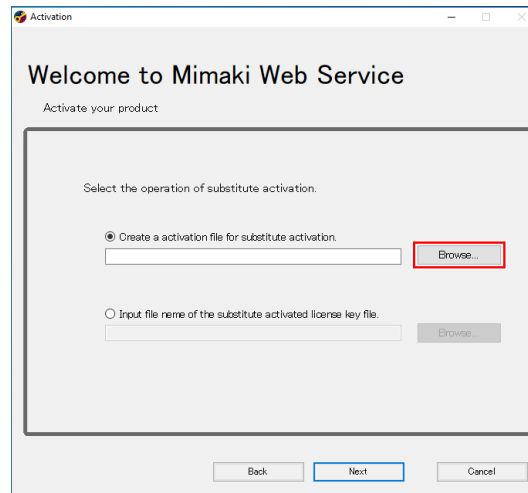 Activation
Welcome to Mimaki Web Service
Activate your product
Select the operation of substitute activation.
Create a activation file for substitute activation.
Browse...
Input file neme of the substitute activated license key file.
Browse...
Back Next Cancel